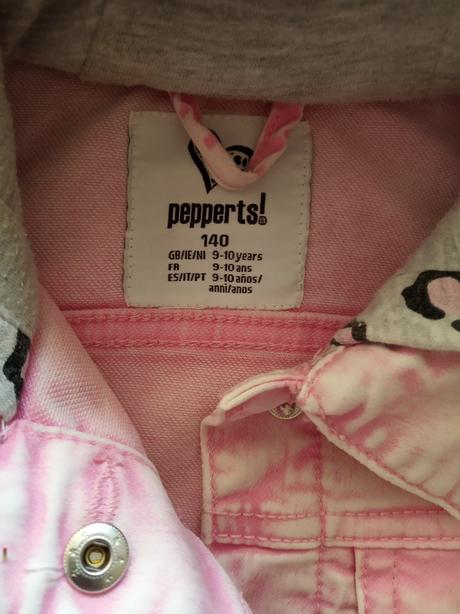 pepperts!
140
GB/IE/NI 9-10 years
FR 9-10 ans
ES/IT/PT 9-10 años/
anni/anos